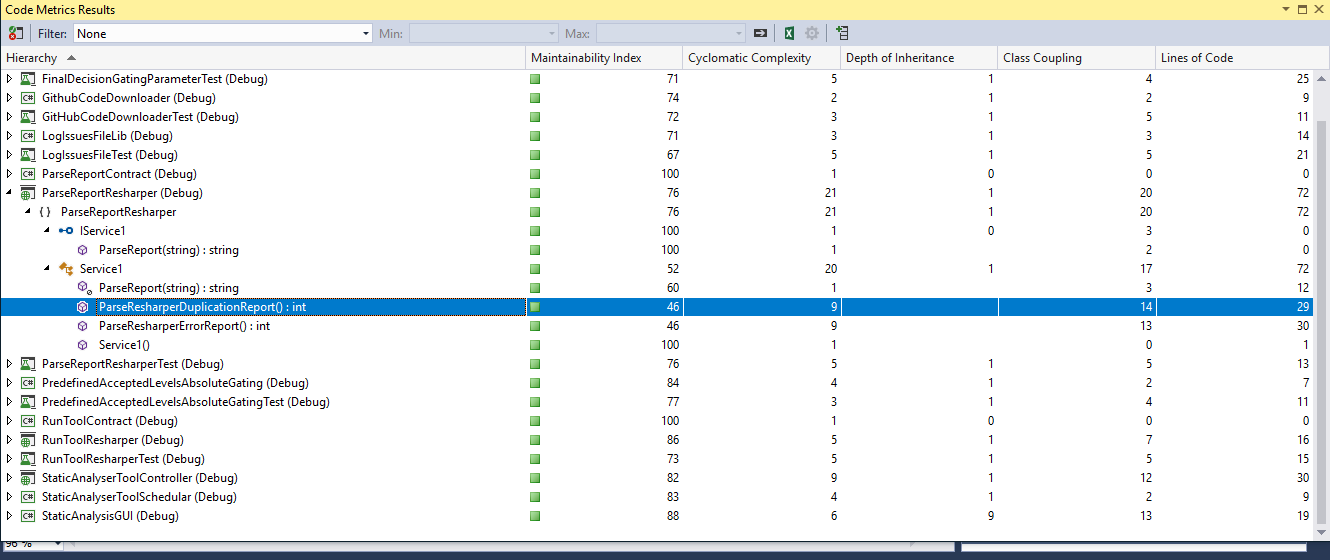 Code Metrics Results
Filter: None Min: Max:
Hierarchy Maintainability Index Cyclomatic Complexity Depth of Inheritance Class Coupling Lines of Code
FinalDecisionGatingParameterTest (Debug) 71 5 1 4 25
C# GithubCodeDownloader (Debug) 74 2 1 2 9
GitHubCodeDownloaderTest (Debug) 72 3 1 5 11
C# LogIssuesFileLib (Debug) 71 3 1 3 14
LogIssuesFileTest (Debug) 67 5 1 5 21
C# ParseReportContract (Debug) 100 1 0 0 0
ParseReportResharper (Debug) 76 21 1 20 72
{ } ParseReportResharper 76 21 1 20 72
IService1 100 1 0 3 0
ParseReport(string) : string 100 1 2 0
Service1 52 20 1 17 72
ParseReport(string) : string 60 1 3 12
ParseResharperDuplicationReport() : int 46 9 14 29
ParseResharperErrorReport() : int 46 9 13 30
Service1() 100 1 0 1
ParseReportResharperTest (Debug) 76 5 1 5 13
C# PredefinedAcceptedLevelsAbsoluteGating (Debug) 84 4 1 2 7
PredefinedAcceptedLevelsAbsoluteGatingTest (Debug) 77 3 1 4 11
C# RunToolContract (Debug) 100 1 0 0 0
RunToolResharper (Debug) 86 5 1 7 16
RunToolResharperTest (Debug) 73 5 1 5 15
StaticAnalyserToolController (Debug) 82 9 1 12 30
C# StaticAnalyserToolSchedular (Debug) 83 4 1 2 9
C# StaticAnalysisGUI (Debug) 88 6 9 13 19
96 %